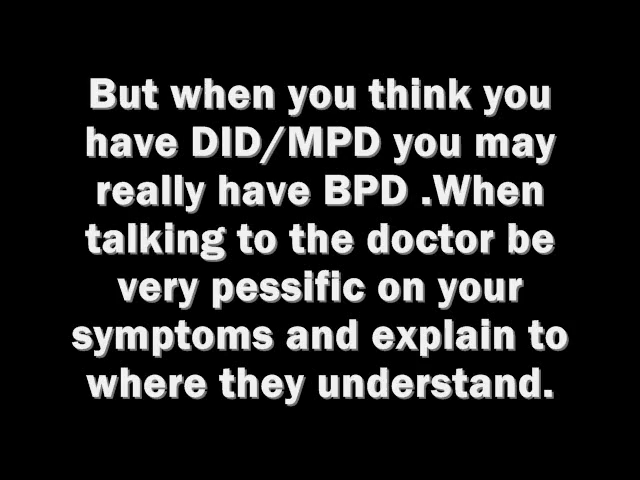 But when you think you
have DID/MPD you may
really have BPD .When
talking to the doctor be
very pessific on your
symptoms and explain to
where they understand.